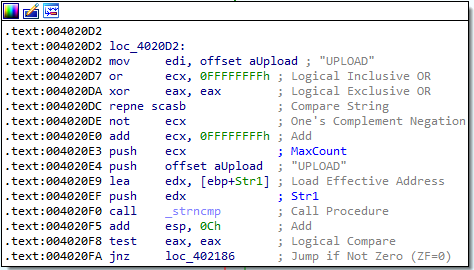 .text:004020D2
.text:004020D2 loc_4020D2:
.text:004020D2 mov edi, offset aUpload ; "UPLOAD"
.text:004020D7 or ecx, 0FFFFFFFFh ; Logical Inclusive OR
.text:004020DA xor eax, eax ; Logical Exclusive OR
.text:004020DC repne scasb ; Compare String
.text:004020DE not ecx ; One's Complement Negation
.text:004020E0 add ecx, 0FFFFFFFFh ; Add
.text:004020E3 push ecx ; MaxCount
.text:004020E4 push offset aUpload ; "UPLOAD"
.text:004020E9 lea edx, [ebp+Str1] ; Load Effective Address
.text:004020EF push edx ; Str1
.text:004020F0 call _strncmp ; Call Procedure
.text:004020F5 add esp, 0Ch ; Add
.text:004020F8 test eax, eax ; Logical Compare
.text:004020FA jnz loc_402186 ; Jump if Not Zero (ZF=0)